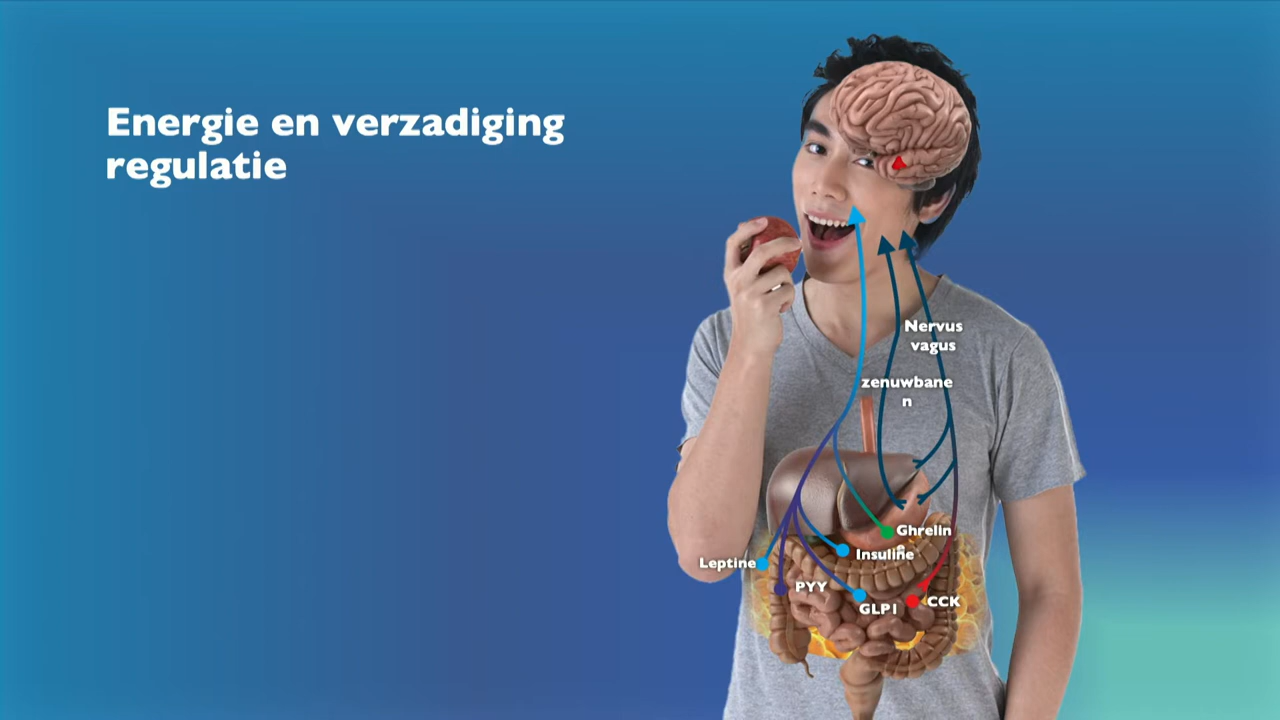 Energie en verzadiging
regulatie
Nervus
vagus
zenuwbane
n
Ghrelin
e
Insuline
Leptine
PYY
GLP1
CCK